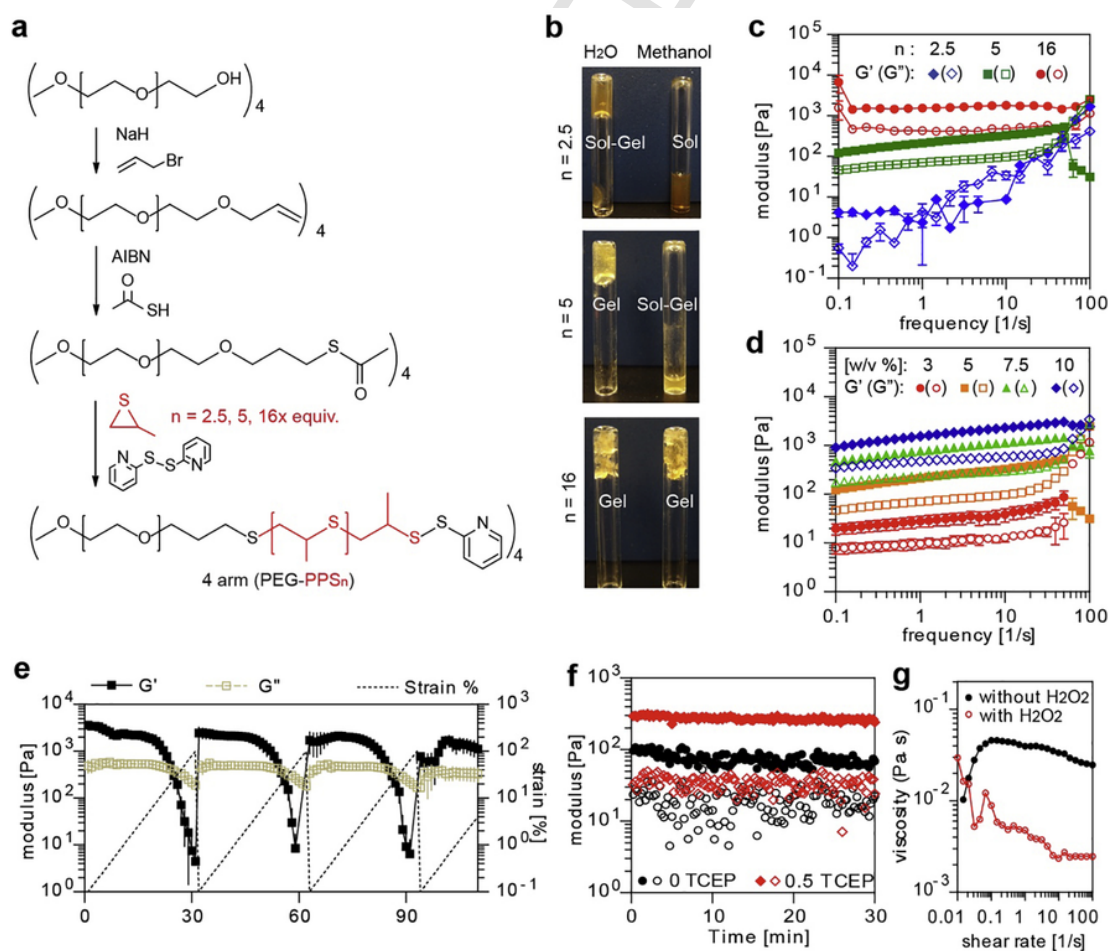 a
O
O
OH
4
NaH
Br
O
O
O
4
AIBN
O
SH
O
O
O
S
O
4
S
n = 2.5, 5, 16x equiv.
N
S
S
N
O
O
S
S
S
S
N
4
4 arm (PEG-PPSn)
b
H2O Methanol
n = 2.5
Sol-Gel
Sol
n = 5
Gel
Sol-Gel
n = 16
Gel
Gel
c
n : 2.5 5 16
G' (G")
10^5
10^4
10^3
10^2
10^1
10^0
10^-1
modulus [Pa]
0.1 1 10 100
frequency [1/s]
d
[w/v %]: 3 5 7.5 10
G' (G"):
10^5
10^4
10^3
10^2
10^1
10^0
modulus [Pa]
0.1 1 10 100
frequency [1/s]
e
G' G" Strain %
10^4
10^3
10^2
10^1
10^0
modulus [Pa]
10^3
10^2
10^1
10^0
10^-1
strain [%]
0 30 60 90
f
10^3
10^2
10^1
10^0
modulus [Pa]
0 TCEP 0.5 TCEP
0 10 20 30
Time [min]
g
without H2O2
with H2O2
10^-1
10^-2
10^-3
viscosity (Pa s)
0.01 0.1 1 10 100
shear rate [1/s]